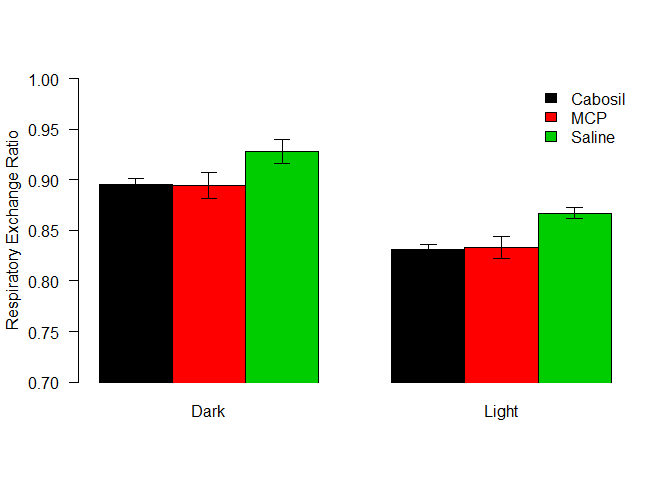 1.00
0.95
0.90
0.85
0.80
0.75
0.70
Respiratory Exchange Ratio
Cabosil
MCP
Saline
Dark
Light